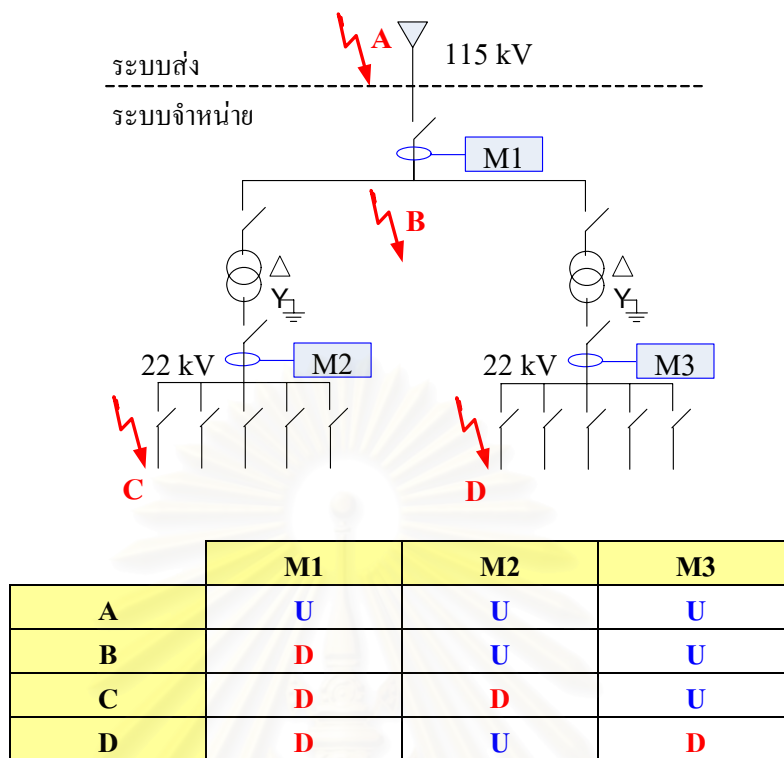 A
115 kV
ระบบส่ง
ระบบจำหน่าย
M1
B
Y
Y
22 kV
M2
22 kV
M3
C
D
M1 M2 M3
A U U U
B D U U
C D D U
D D U D